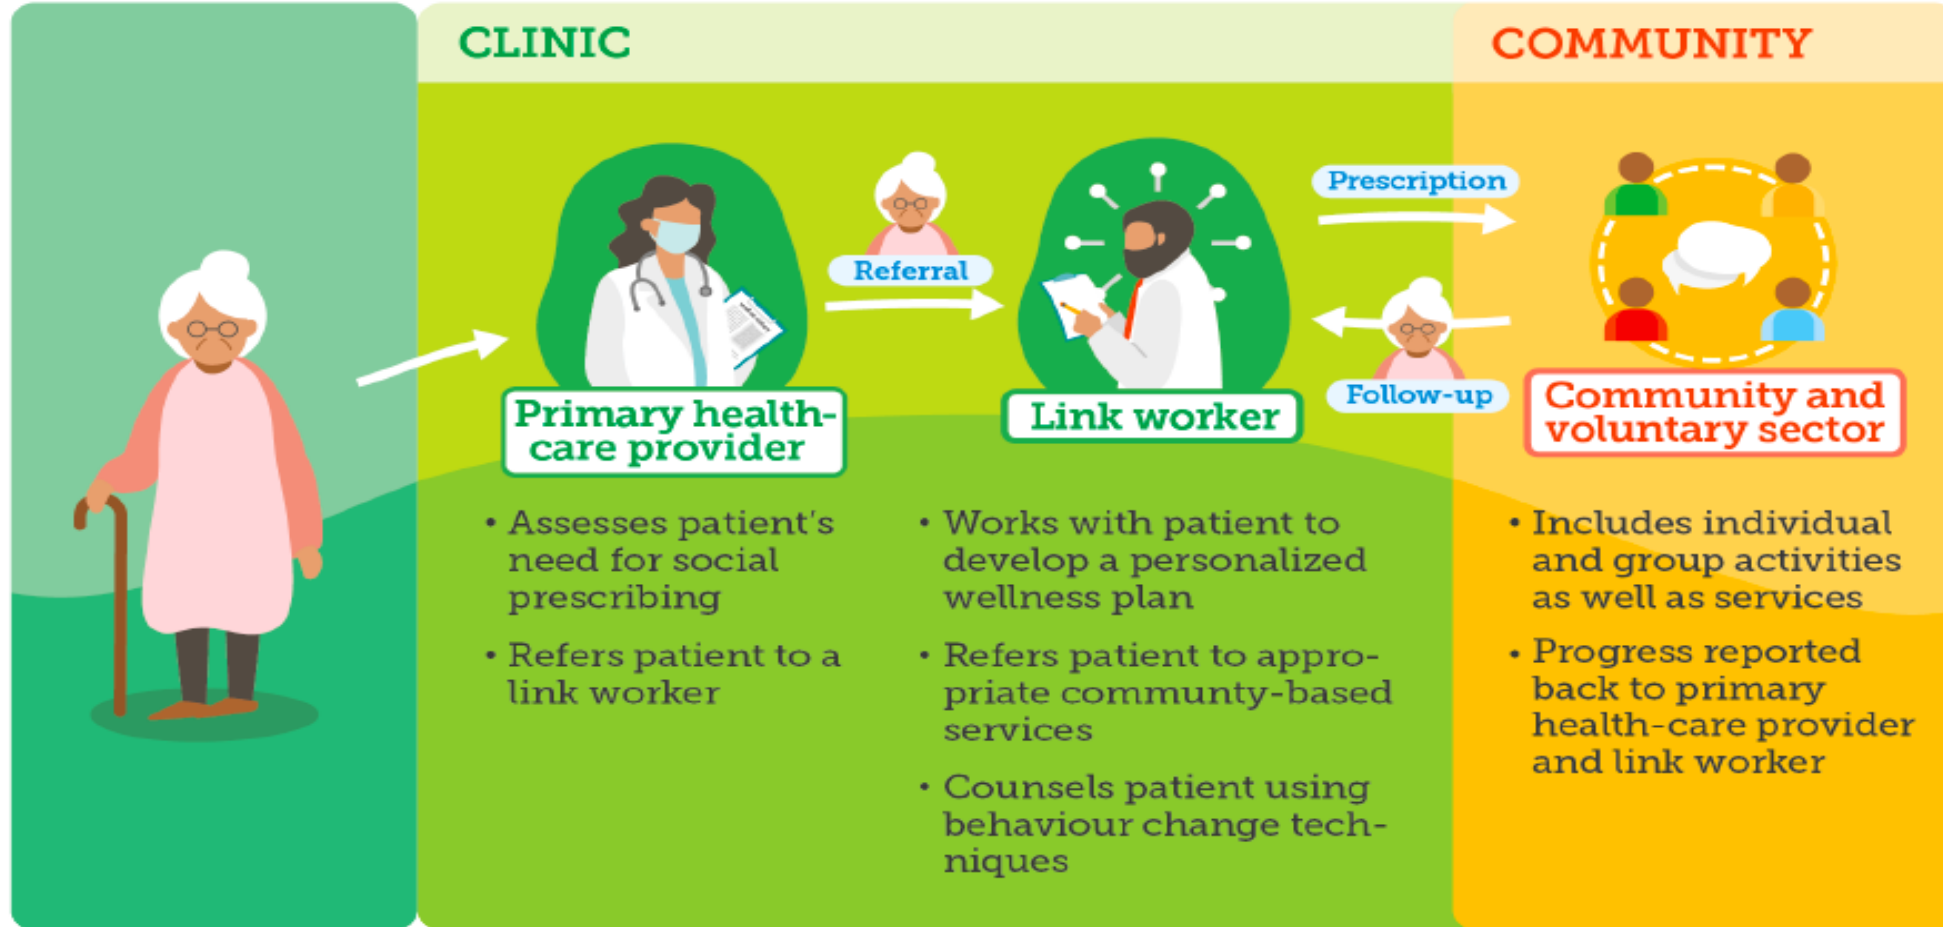 CLINIC
COMMUNITY
Referral
Prescription
Follow-up
Primary health-
care provider
Link worker
Community and
voluntary sector
• Assesses patient's
need for social
prescribing
• Refers patient to a
link worker
• Works with patient to
develop a personalized
wellness plan
• Refers patient to appro-
priate communty-based
services
• Counsels patient using
behaviour change tech-
niques
• Includes individual
and group activities
as well as services
• Progress reported
back to primary
health-care provider
and link worker